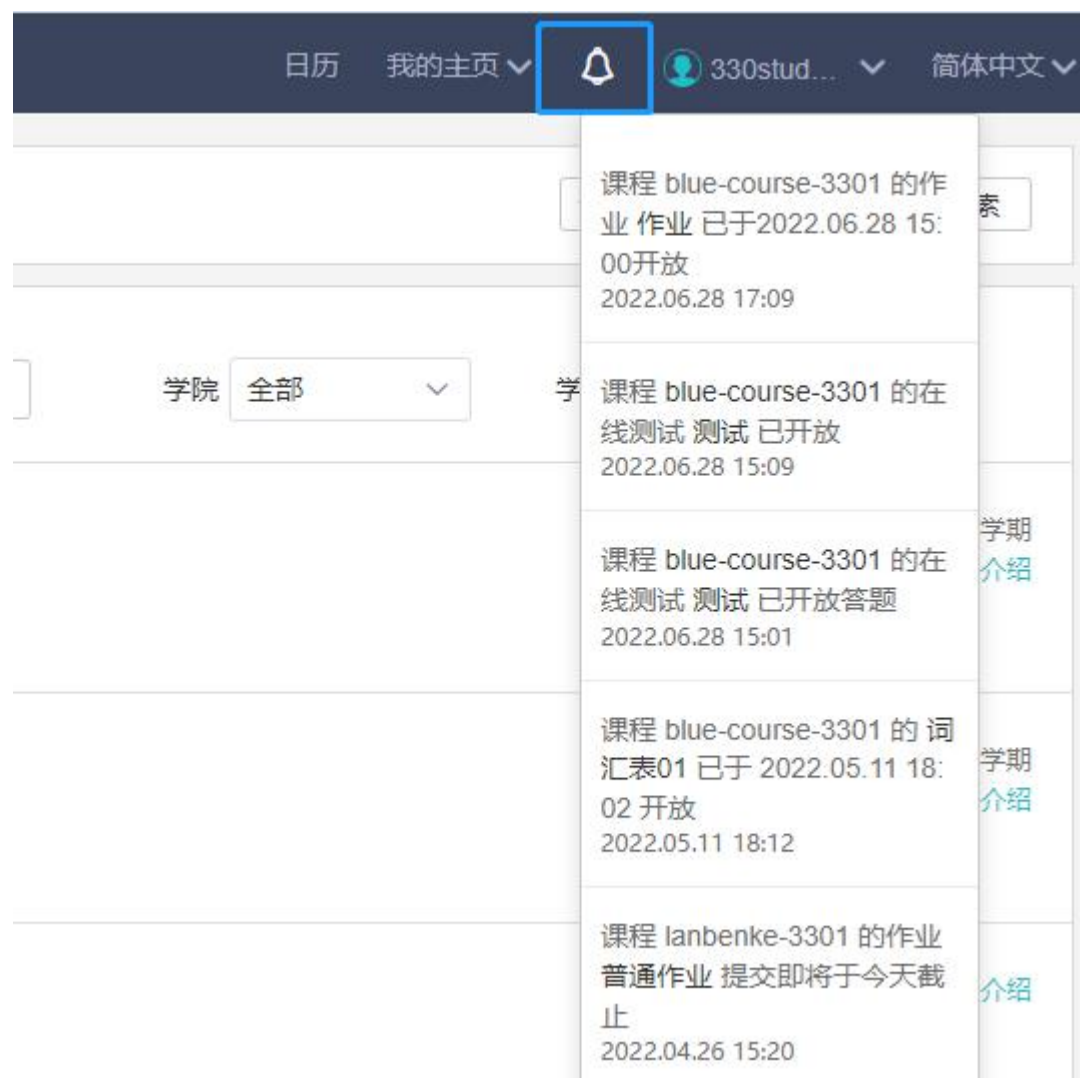 日历 我的主页 330stud... 简体中文
课程 blue-course-3301 的作
业 作业 已于2022.06.28 15:
00开放
2022.06.28 17:09
索
学院 全部 学
课程 blue-course-3301 的在
线测试 测试 已开放
2022.06.28 15:09
课程 blue-course-3301 的在
线测试 测试 已开放答题
2022.06.28 15:01
学期
介绍
课程 blue-course-3301 的 词
汇表01 已于 2022.05.11 18:
02 开放
2022.05.11 18:12
学期
介绍
课程 lanbenke-3301 的作业
普通作业 提交即将于今天截
止
2022.04.26 15:20
介绍